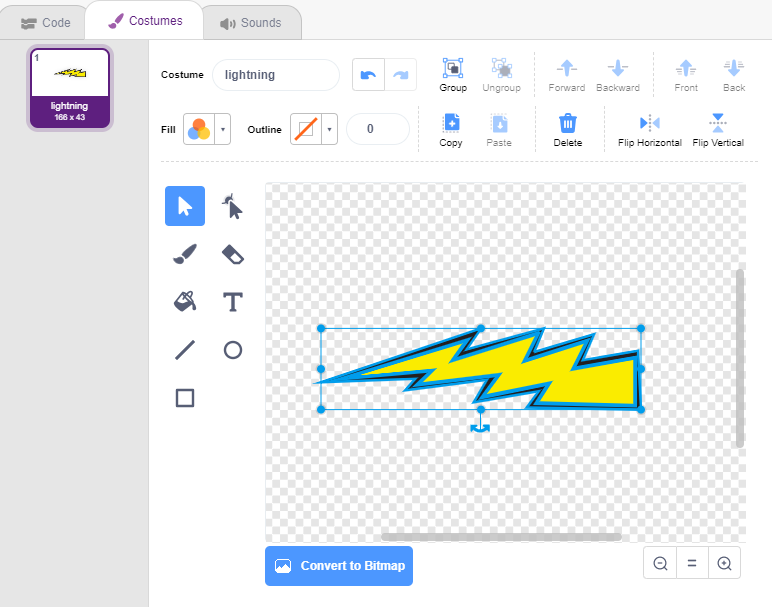 Code
Costumes
Sounds
1
lightning
166 x 43
Costume
lightning
Group
Ungroup
Forward
Backward
Front
Back
Fill
Outline
0
Copy
Paste
Delete
Flip Horizontal
Flip Vertical
T
Convert to Bitmap